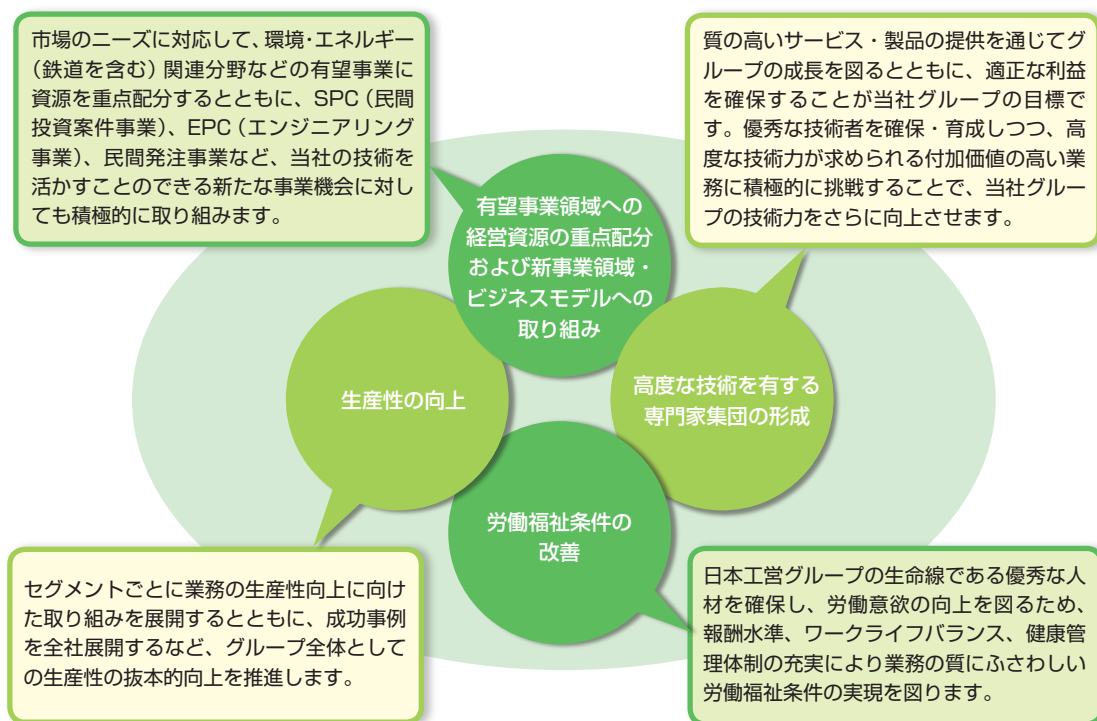 市場のニーズに対応して、環境・エネルギー
（鉄道を含む）関連分野などの有望事業に
資源を重点配分するとともに、SPC（民間
投資案件事業）、EPC（エンジニアリング
事業）、民間発注事業など、当社の技術を
活かすことのできる新たな事業機会に対し
ても積極的に取り組みます。
質の高いサービス・製品の提供を通じてグ
ループの成長を図るとともに、適正な利益
を確保することが当社グループの目標で
す。優秀な技術者を確保・育成しつつ、高
度な技術力が求められる付加価値の高い業
務に積極的に挑戦することで、当社グルー
プの技術力をさらに向上させます。
有望事業領域への
経営資源の重点配分
および新事業領域・
ビジネスモデルへの
取り組み
生産性の向上
高度な技術を有する
専門家集団の形成
労働福祉条件の
改善
セグメントごとに業務の生産性向上に向け
た取り組みを展開するとともに、成功事例
を全社展開するなど、グループ全体として
の生産性の抜本的向上を推進します。
日本工営グループの生命線である優秀な人
材を確保し、労働意欲の向上を図るため、
報酬水準、ワークライフバランス、健康管
理体制の充実により業務の質にふさわしい
労働福祉条件の実現を図ります。